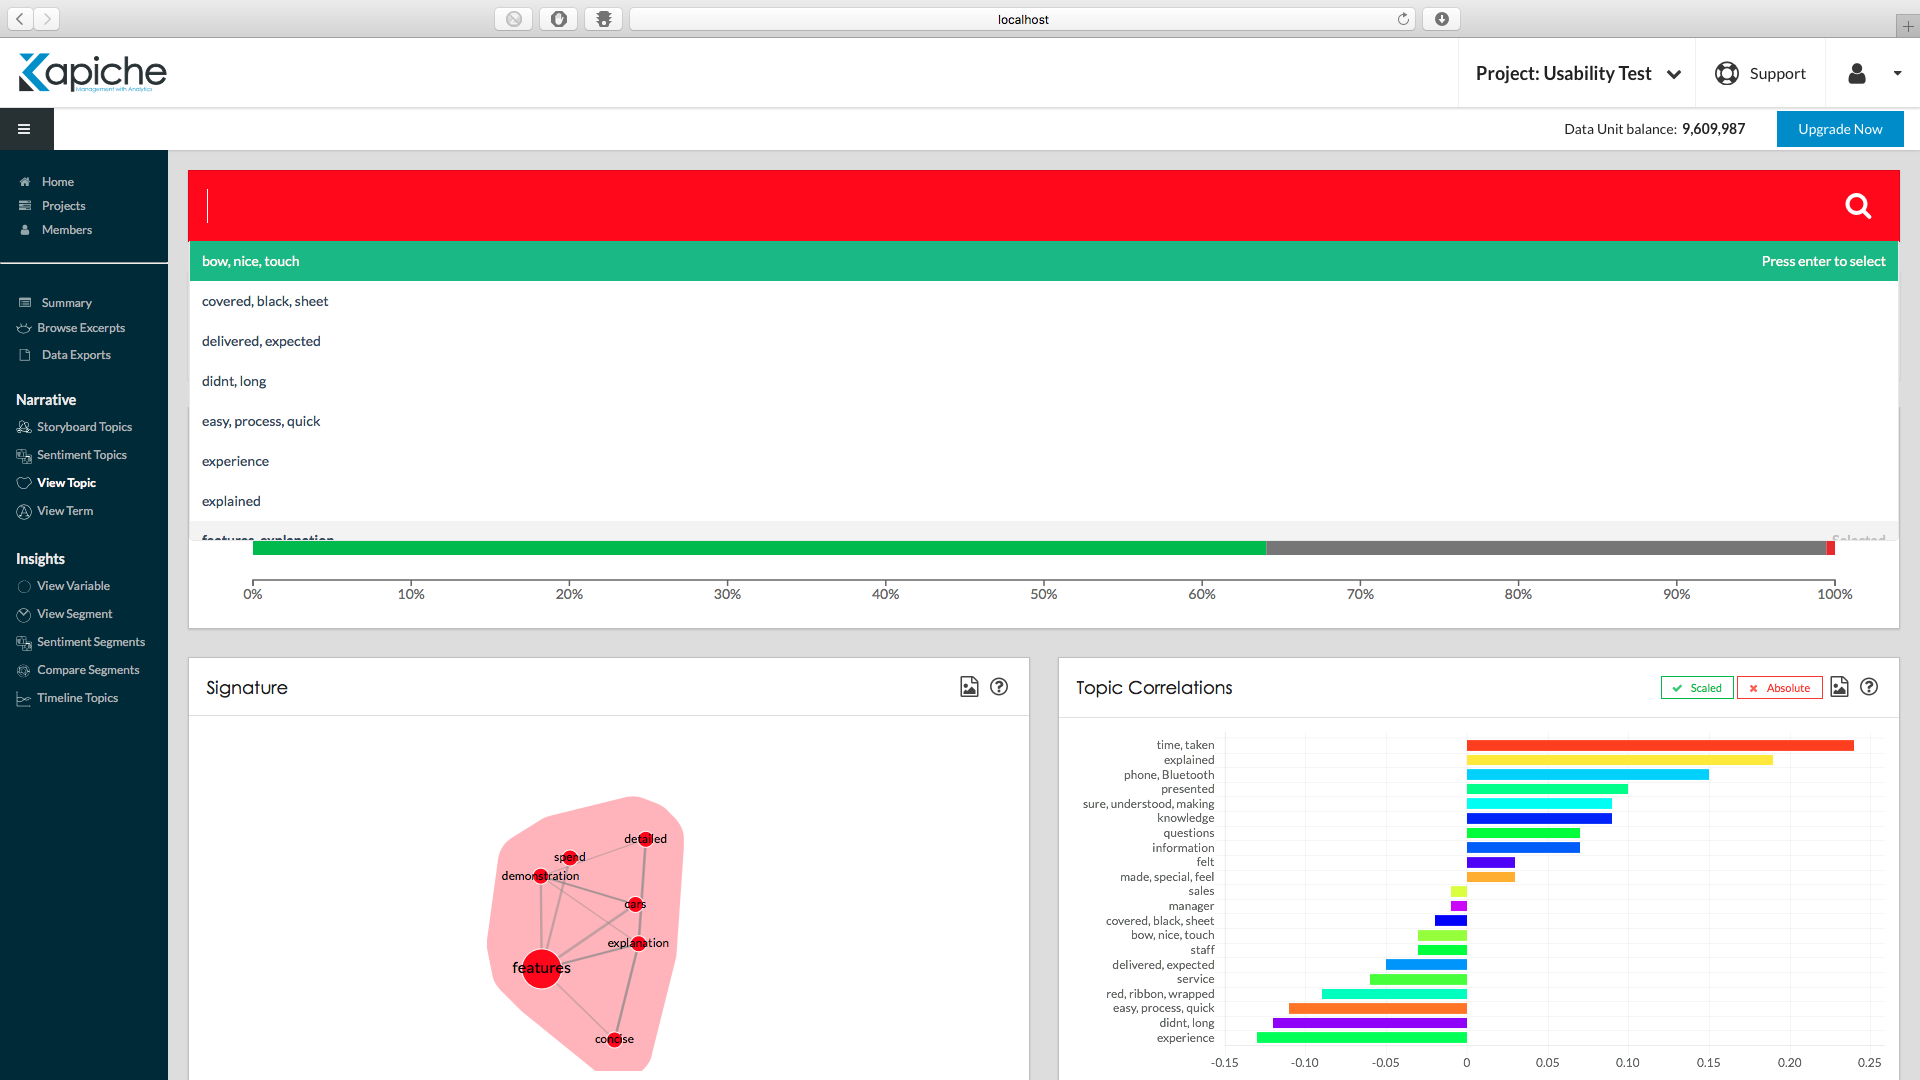 localhost
Kapiche
Management with Analytics
Project: Usability Test
Support
Data Unit balance: 9,609,987
Upgrade Now
Home
Projects
Members
Summary
Browse Excerpts
Data Exports
Narrative
Storyboard Topics
Sentiment Topics
View Topic
View Term
Insights
View Variable
View Segment
Sentiment Segments
Compare Segments
Timeline Topics
bow, nice, touch
Press enter to select
covered, black, sheet
delivered, expected
didnt, long
easy, process, quick
experience
explained
features, explanation
Selected
0% 10% 20% 30% 40% 50% 60% 70% 80% 90% 100%
Signature
detailed
spend
demonstration
cars
explanation
features
concise
Topic Correlations
Scaled
Absolute
time, taken
explained
phone, Bluetooth
presented
sure, understood, making
knowledge
questions
information
felt
made, special, feel
sales
manager
covered, black, sheet
bow, nice, touch
staff
delivered, expected
service
red, ribbon, wrapped
easy, process, quick
didnt, long
experience
-0.15 -0.10 -0.05 0 0.05 0.10 0.15 0.20 0.25